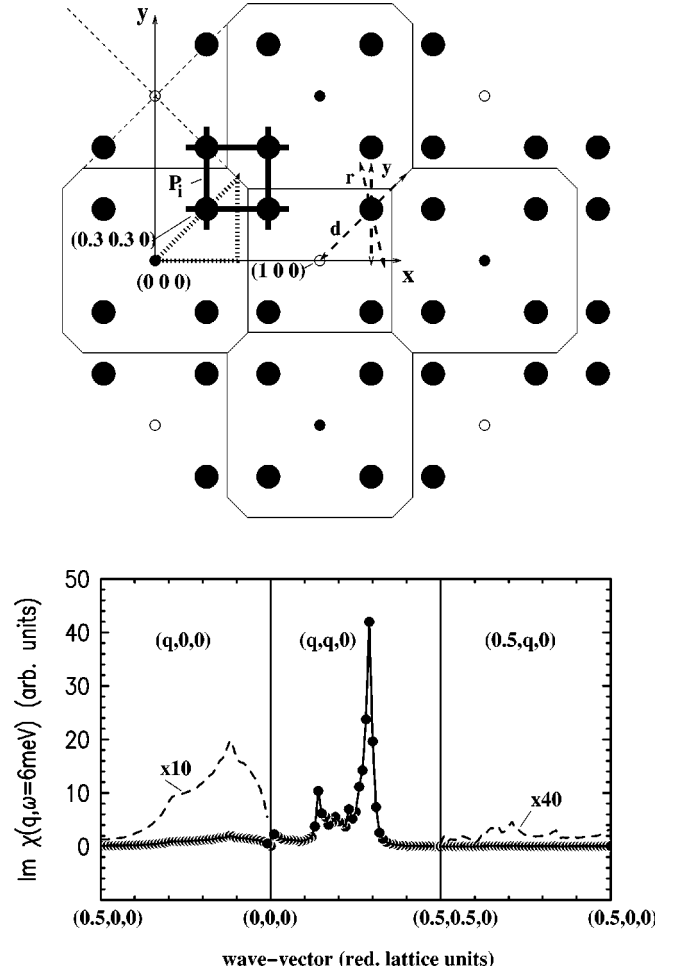 y
P_i
r
y
d
(0.3 0.3 0)
(1 0 0)
x
(0 0 0)
50
40
30
20
10
0
Im χ(q,ω=6meV) (arb. units)
(q,0,0)
(q,q,0)
(0.5,q,0)
x10
x40
(0.5,0,0)
(0,0,0)
(0.5,0.5,0)
(0.5,0,0)
wave-vector (red. lattice units)